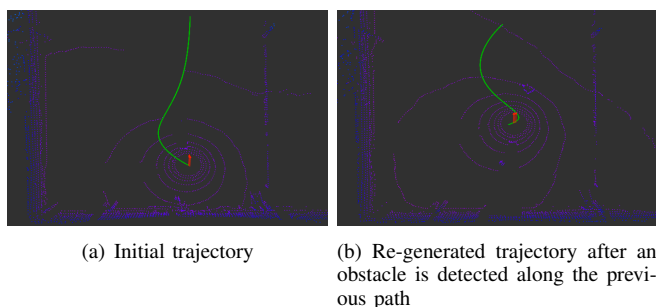 (a) Initial trajectory
(b) Re-generated trajectory after an
obstacle is detected along the previ-
ous path